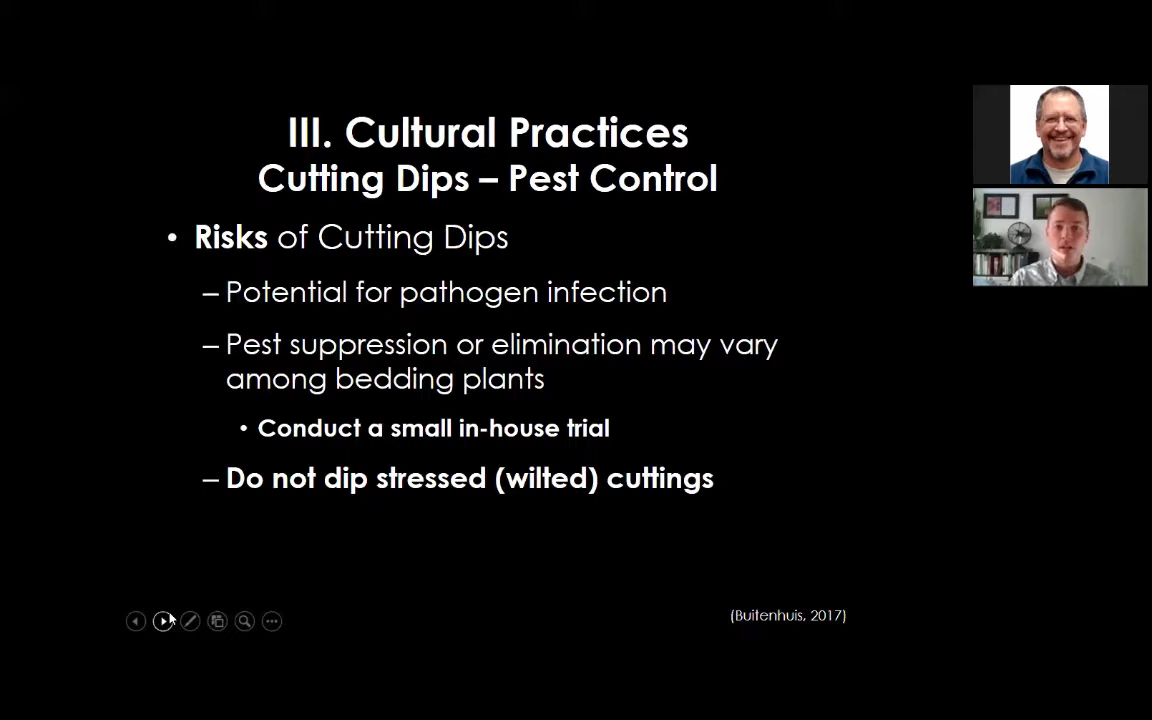 III. Cultural Practices
Cutting Dips – Pest Control
• Risks of Cutting Dips
– Potential for pathogen infection
– Pest suppression or elimination may vary
among bedding plants
• Conduct a small in-house trial
– Do not dip stressed (wilted) cuttings
(Buitenhuis, 2017)